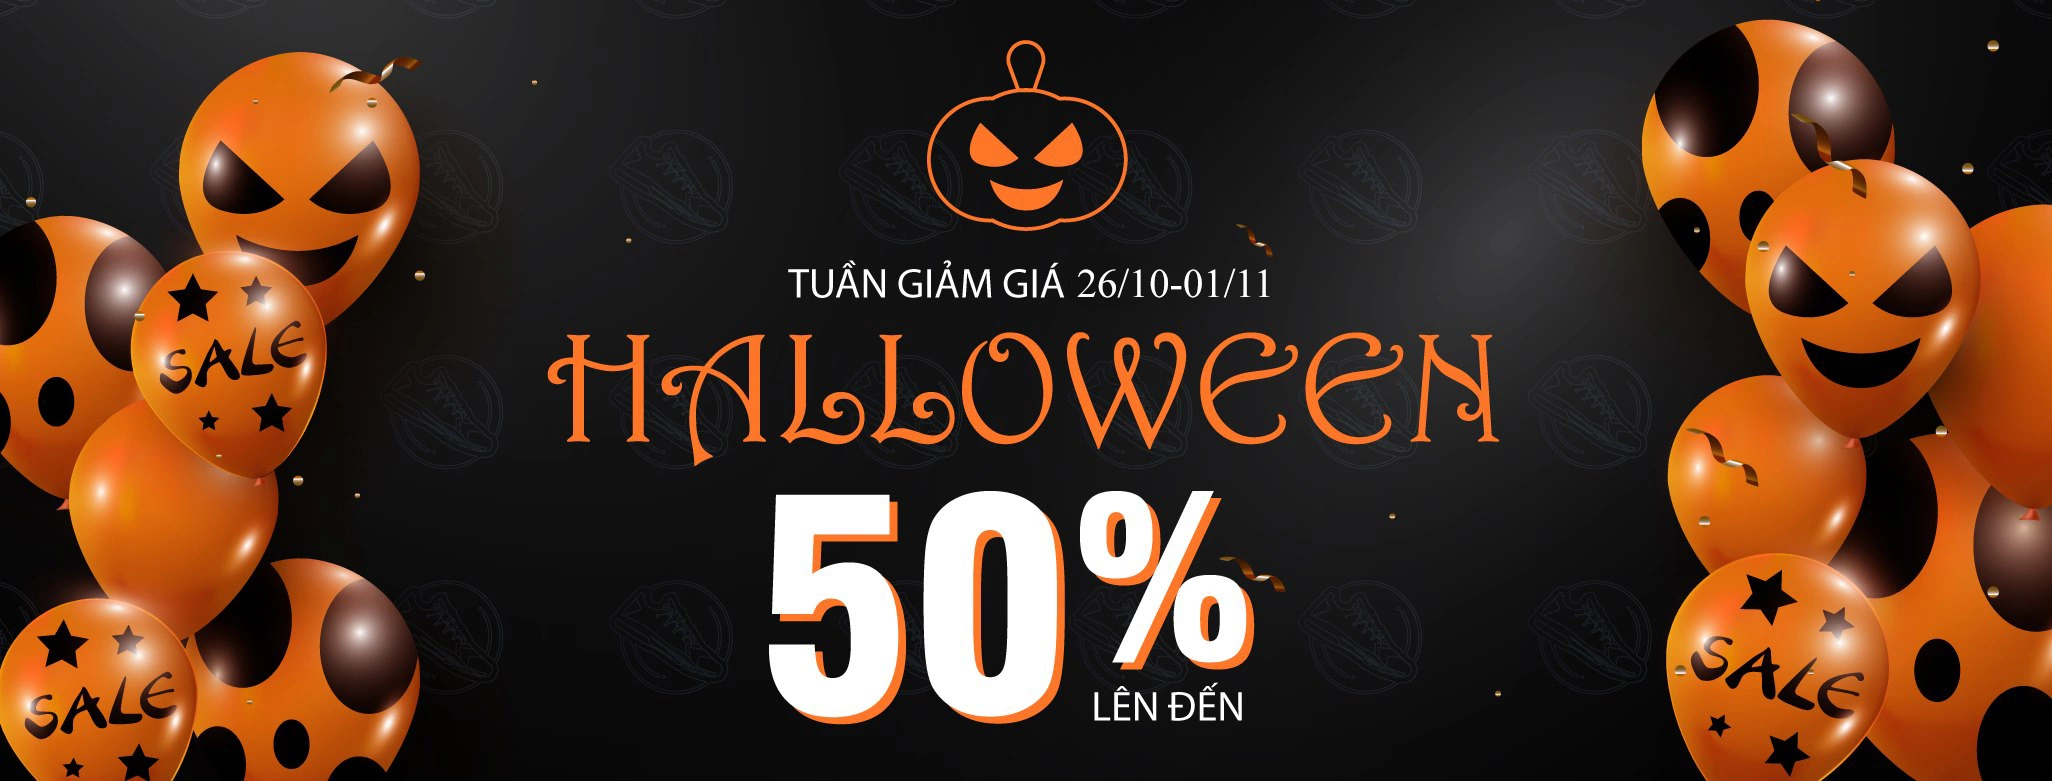 TUẦN GIẢM GIÁ 26/10-01/11
HALLOWEEN
50%
LÊN ĐẾN
SALE
SALE
SALE